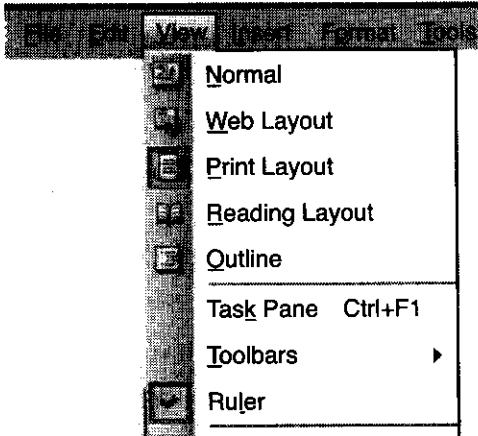 File Edit View Insert Format Tools
Normal
Web Layout
Print Layout
Reading Layout
Outline
Task Pane Ctrl+F1
Toolbars
Ruler